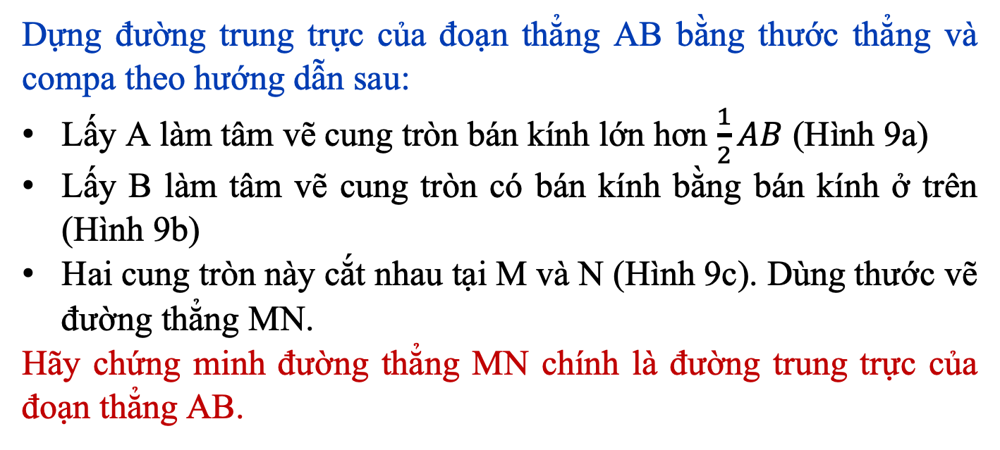 Dựng đường trung trực của đoạn thẳng AB bằng thước thẳng và
compa theo hướng dẫn sau:
• Lấy A làm tâm vẽ cung tròn bán kính lớn hơn \frac{1}{2} AB (Hình 9a)
• Lấy B làm tâm vẽ cung tròn có bán kính bằng bán kính ở trên
(Hình 9b)
• Hai cung tròn này cắt nhau tại M và N (Hình 9c). Dùng thước vẽ
đường thẳng MN.
Hãy chứng minh đường thẳng MN chính là đường trung trực của
đoạn thẳng AB.